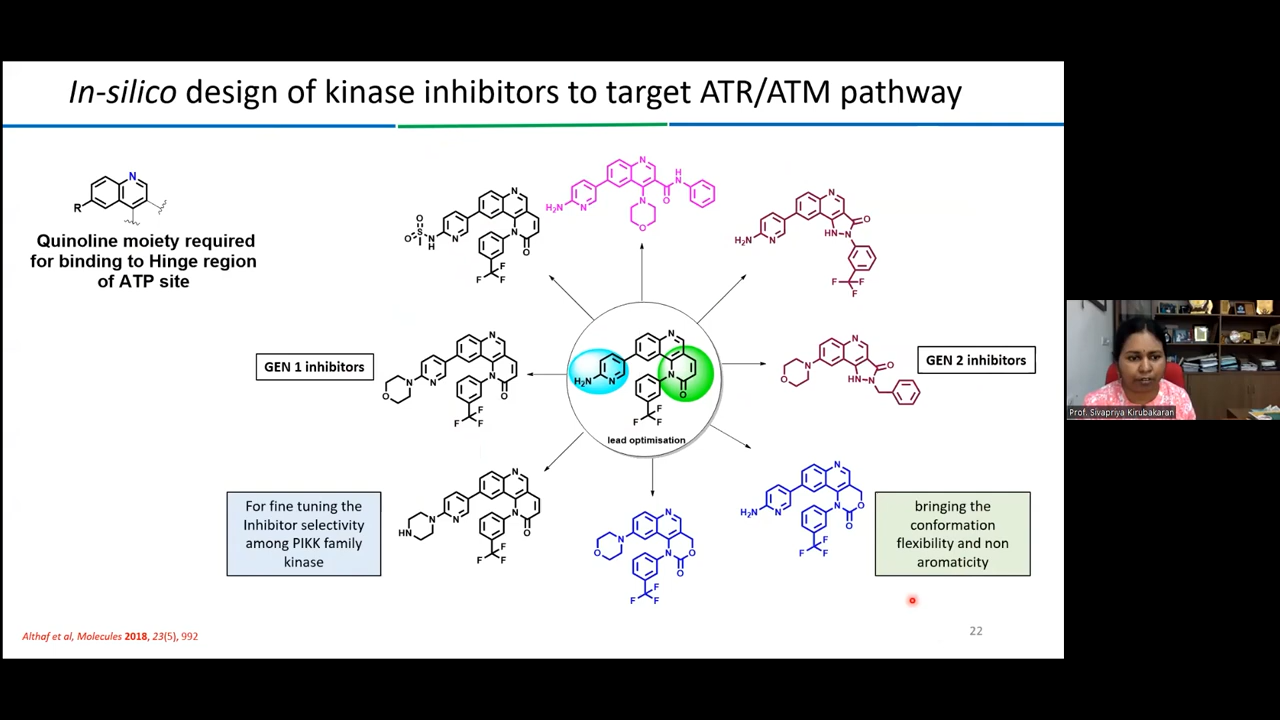 In-silico design of kinase inhibitors to target ATR/ATM pathway
N
R
Quinoline moiety required
for binding to Hinge region
of ATP site
GEN 1 inhibitors
GEN 2 inhibitors
lead optimisation
For fine tuning the
Inhibitor selectivity
among PIKK family
kinase
bringing the
conformation
flexibility and non
aromaticity
Althaf et al, Molecules 2018, 23(5), 992
22
Prof. Sivapriya Kirubakaran